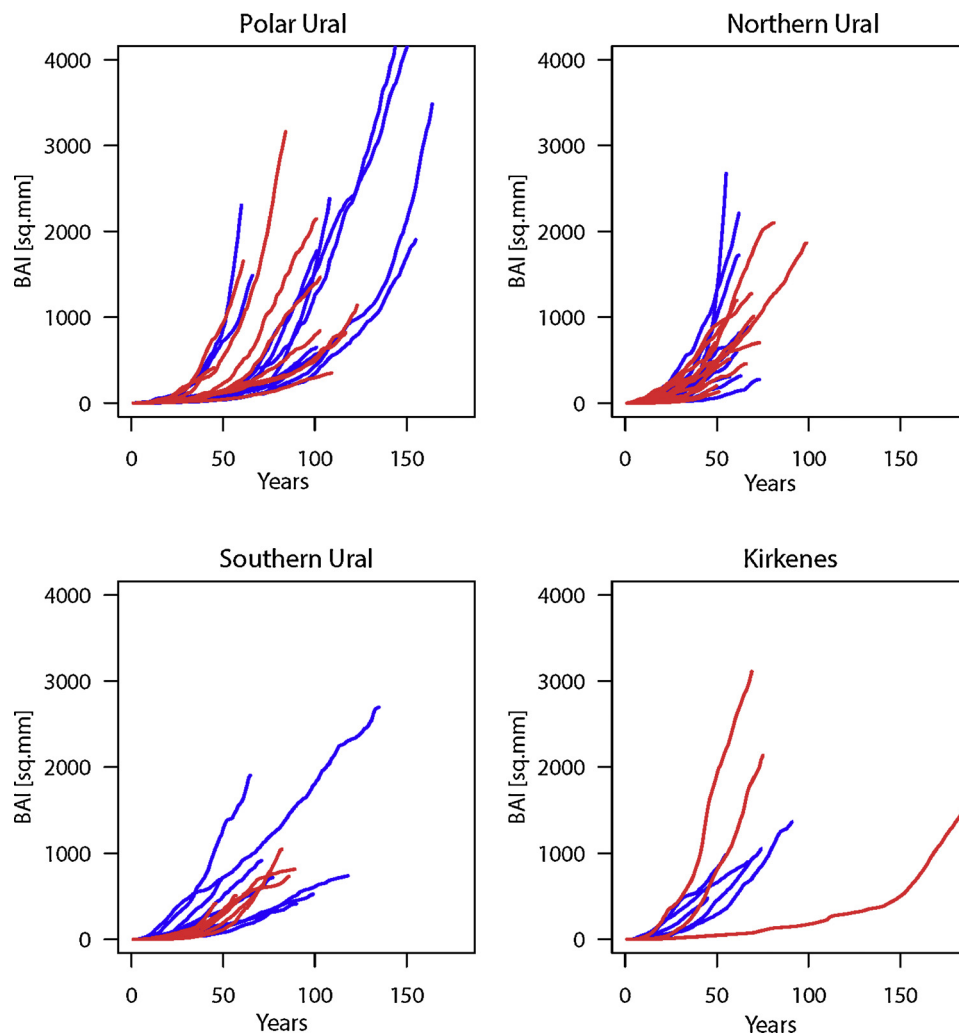 Polar Ural
4000
3000
2000
1000
0
BAI [sq.mm]
0 50 100 150
Years
Northern Ural
4000
3000
2000
1000
0
BAI [sq.mm]
0 50 100 150
Years
Southern Ural
4000
3000
2000
1000
0
BAI [sq.mm]
0 50 100 150
Years
Kirkenes
4000
3000
2000
1000
0
BAI [sq.mm]
0 50 100 150
Years